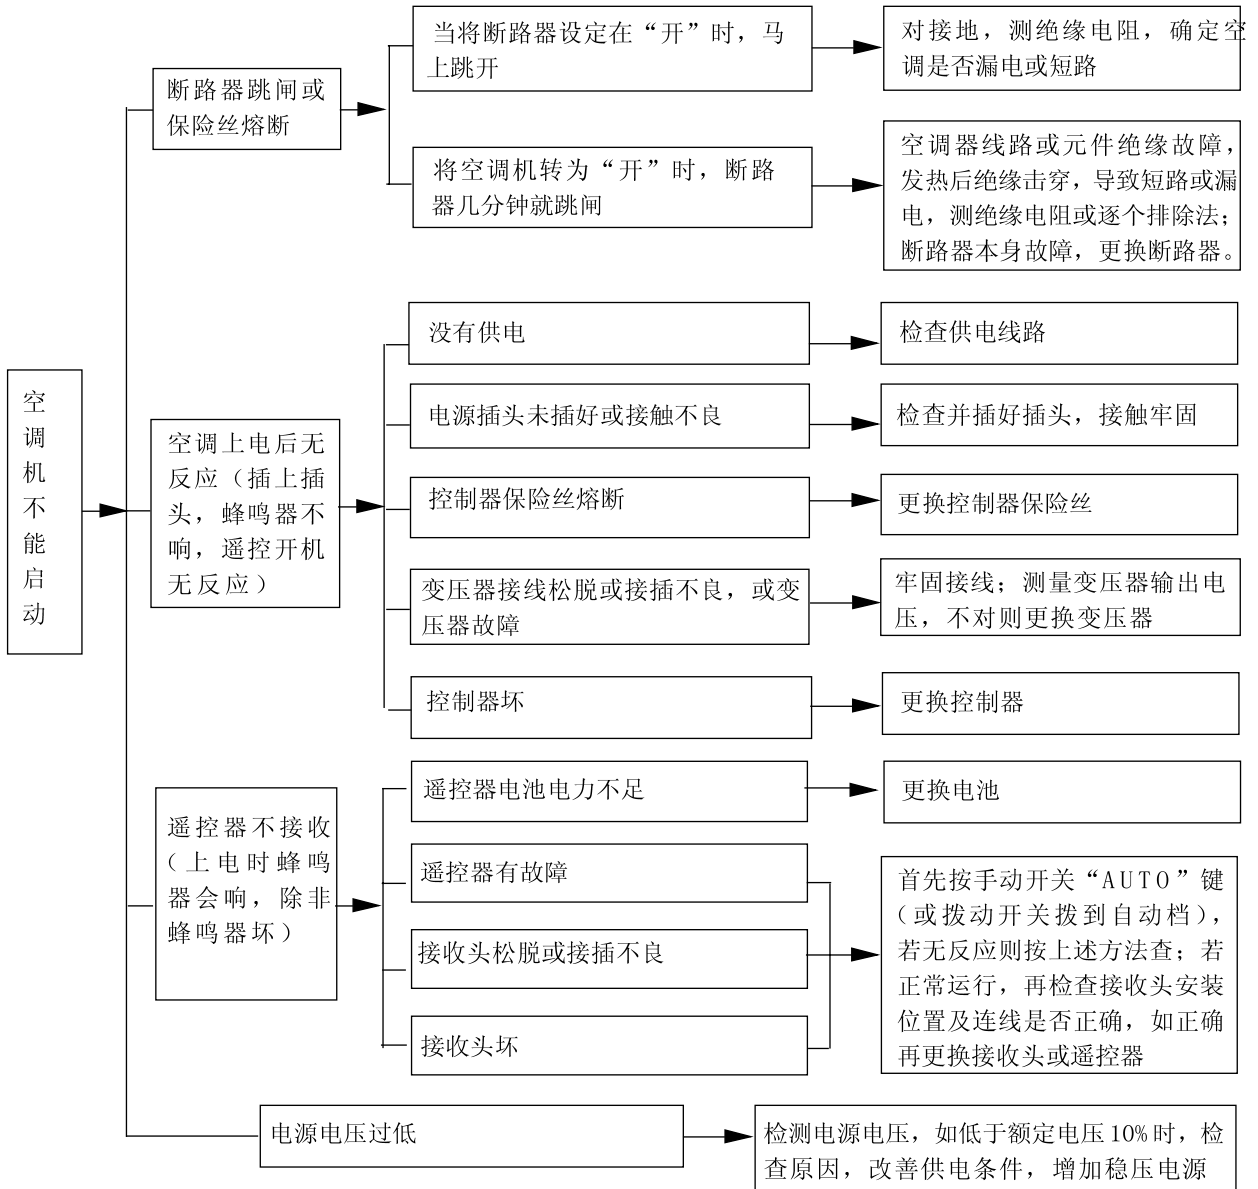 当将断路器设定在“开”时，马
上跳开
对接地，测绝缘电阻，确定空
调是否漏电或短路
断路器跳闸或
保险丝熔断
将空调机转为“开”时，断路
器几分钟就跳闸
空调器线路或元件绝缘故障，
发热后绝缘击穿，导致短路或漏
电，测绝缘电阻或逐个排除法；
断路器本身故障，更换断路器。
空
调
机
不
能
启
动
空调上电后无
反应（插上插
头，蜂鸣器不
响，遥控开机
无反应）
没有供电
检查供电线路
电源插头未插好或接触不良
检查并插好插头，接触牢固
控制器保险丝熔断
更换控制器保险丝
变压器接线松脱或接插不良，或变
压器故障
牢固接线；测量变压器输出电
压，不对则更换变压器
控制器坏
更换控制器
遥控器不接收
（上电时蜂鸣
器会响，除非
蜂鸣器坏）
遥控器电池电力不足
更换电池
遥控器有故障
接收头松脱或接插不良
接收头坏
首先按手动开关“AUTO”键
（或拨动开关拨到自动档），
若无反应则按上述方法查；若
正常运行，再检查接收头安装
位置及连线是否正确，如正确
再更换接收头或遥控器
电源电压过低
检测电源电压，如低于额定电压10%时，检
查原因，改善供电条件，增加稳压电源